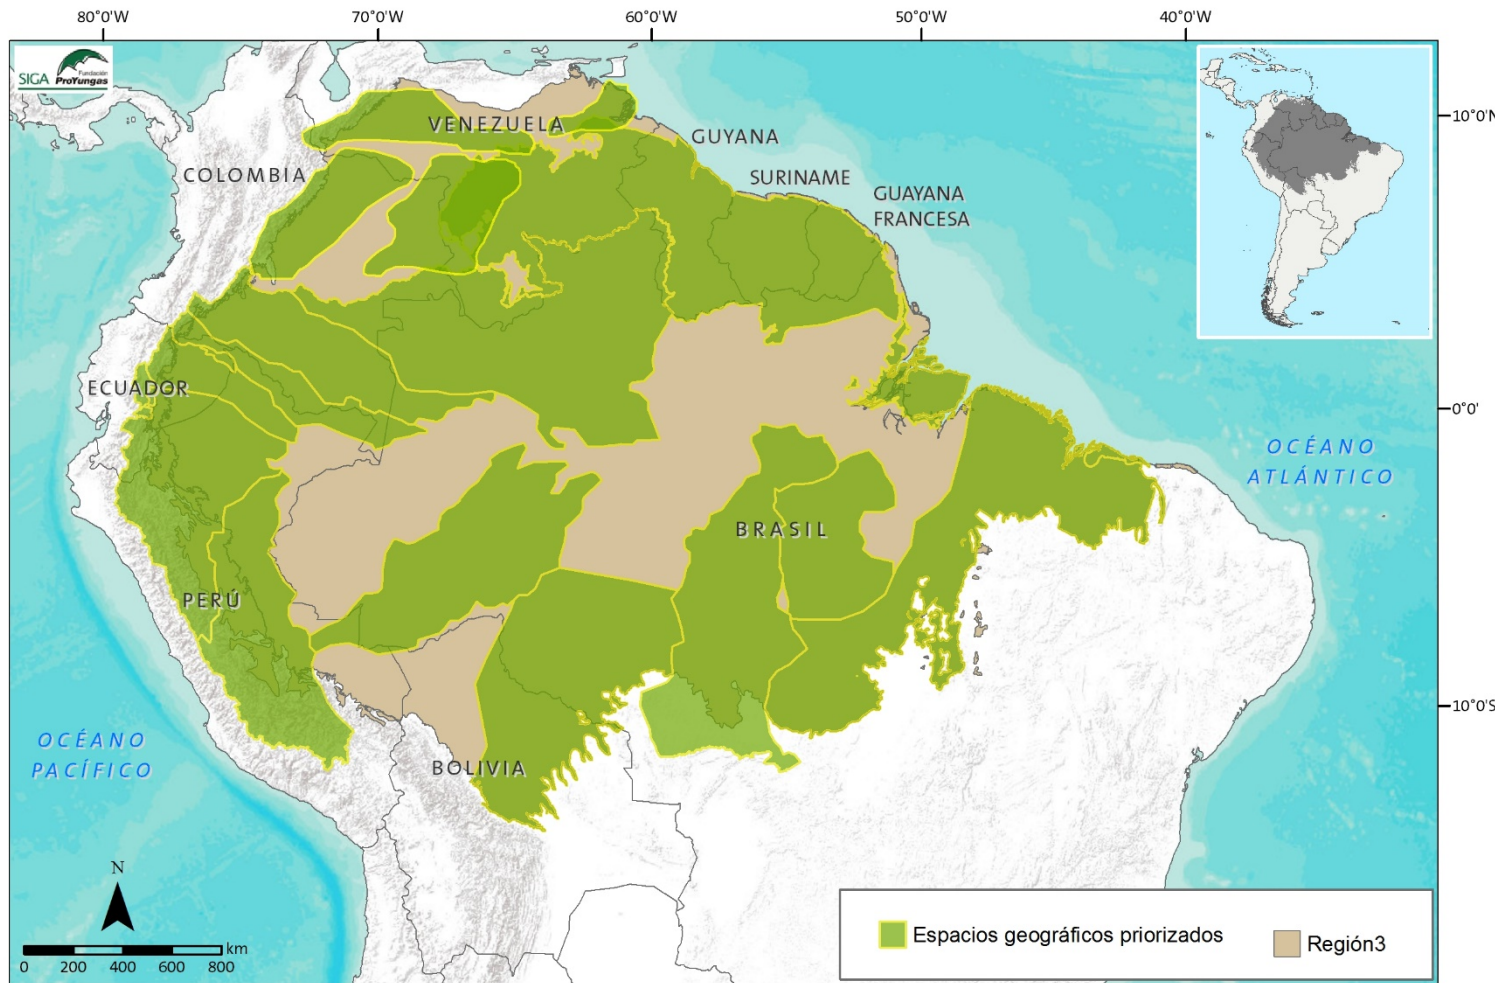 80°0'W
70°0'W
60°0'W
50°0'W
40°0'W
SIGA
Fundación
ProYungas
10°0'N
VENEZUELA
GUYANA
COLOMBIA
SURINAME
GUAYANA
FRANCESA
ECUADOR
0°0'
OCÉANO
ATLÁNTICO
BRASIL
PERÚ
10°0'S
OCÉANO
PACÍFICO
BOLIVIA
N
km
0 200 400 600 800
Espacios geográficos priorizados
Región3